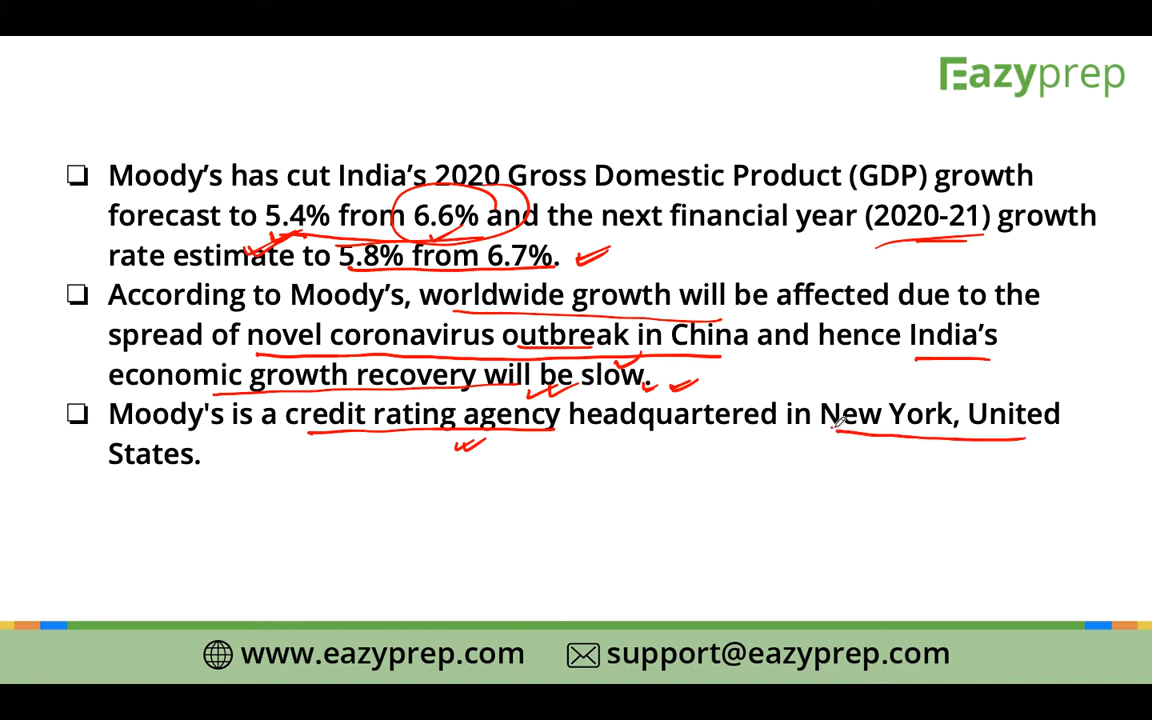 Eazyprep
❑ Moody’s has cut India’s 2020 Gross Domestic Product (GDP) growth
forecast to 5.4% from 6.6% and the next financial year (2020-21) growth
rate estimate to 5.8% from 6.7%.
❑ According to Moody’s, worldwide growth will be affected due to the
spread of novel coronavirus outbreak in China and hence India’s
economic growth recovery will be slow.
❑ Moody's is a credit rating agency headquartered in New York, United
States.
www.eazyprep.com support@eazyprep.com